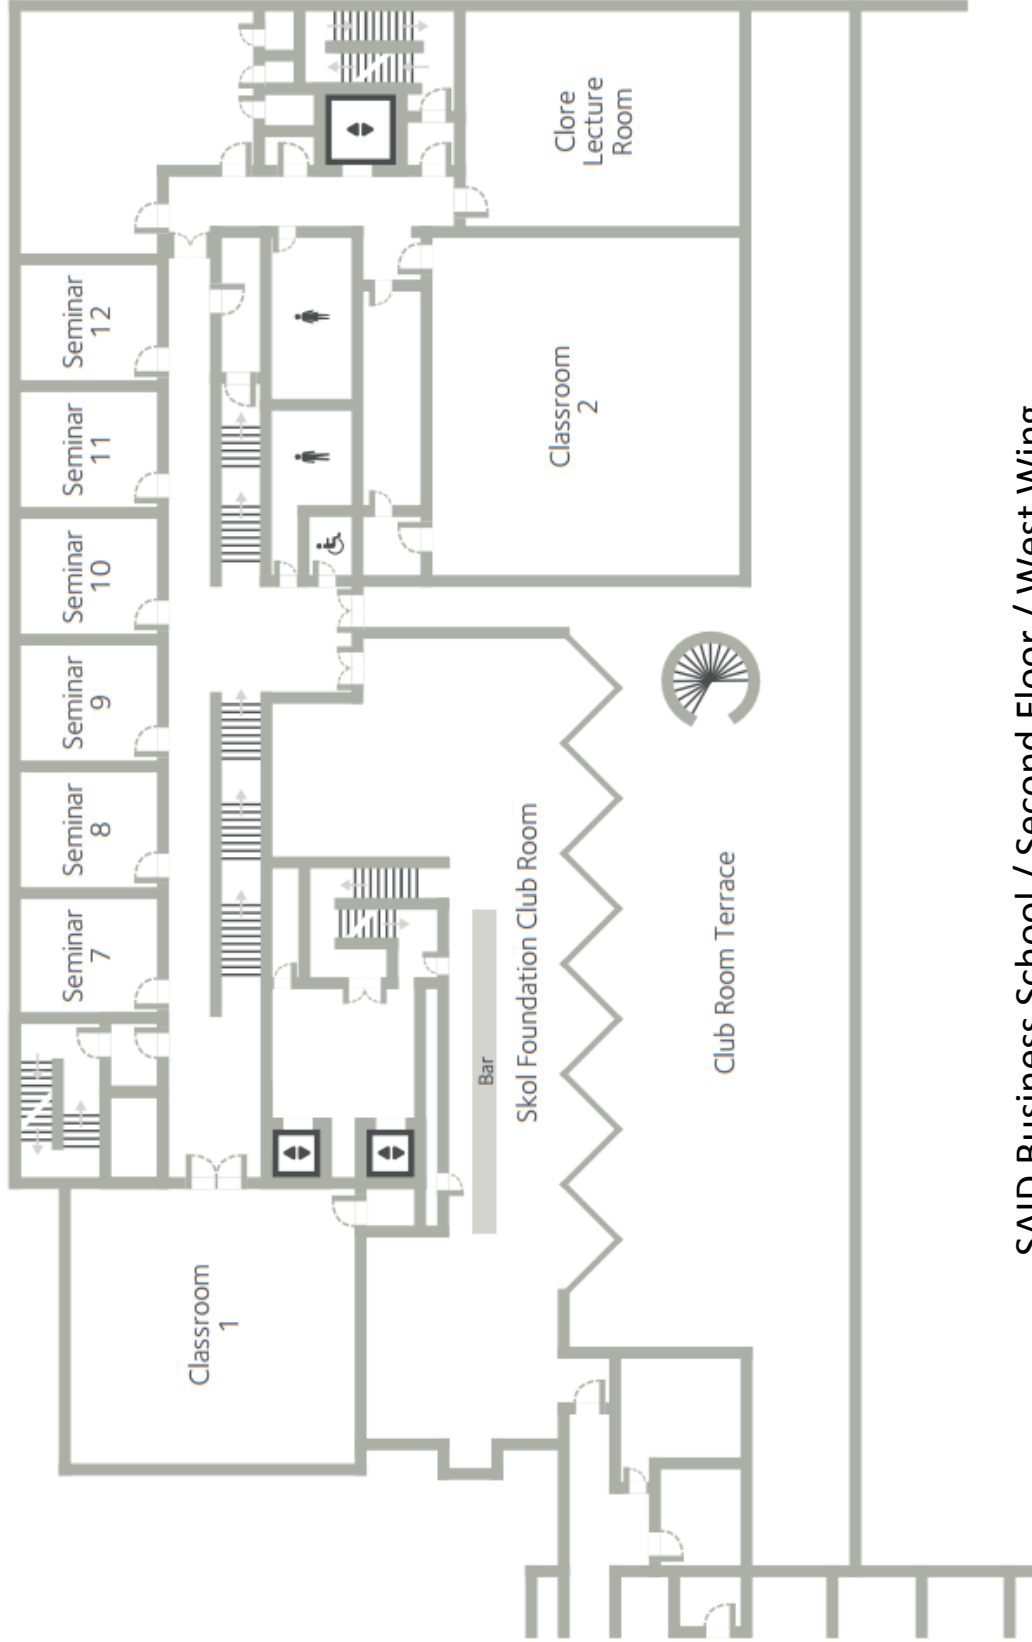 Clore
Lecture
Room
Seminar
12
Seminar
11
Seminar
10
Seminar
9
Seminar
8
Seminar
7
Classroom
2
Classroom
1
Bar
Skol Foundation Club Room
Club Room Terrace
SAID Business School / Second Floor / West Wing